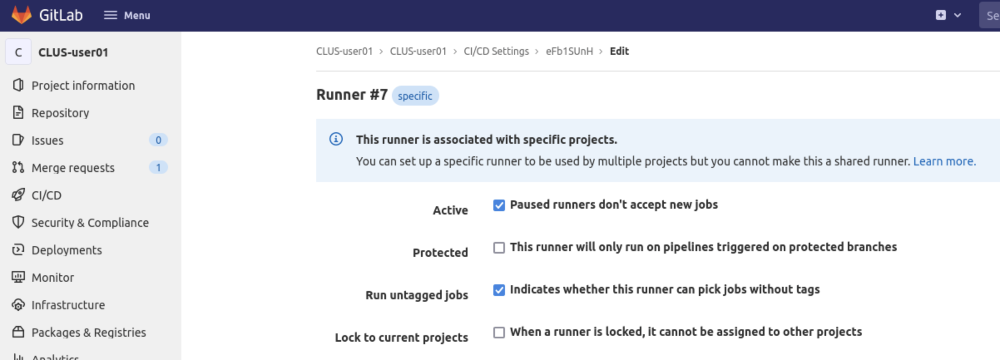 GitLab Menu Se
C CLUS-user01
Project information
Repository
Issues 0
Merge requests 1
CI/CD
Security & Compliance
Deployments
Monitor
Infrastructure
Packages & Registries
Analytics
CLUS-user01 > CLUS-user01 > CI/CD Settings > eFb1SUnH > Edit
Runner #7 specific
This runner is associated with specific projects.
You can set up a specific runner to be used by multiple projects but you cannot make this a shared runner. Learn more.
Active Paused runners don't accept new jobs
Protected This runner will only run on pipelines triggered on protected branches
Run untagged jobs Indicates whether this runner can pick jobs without tags
Lock to current projects When a runner is locked, it cannot be assigned to other projects